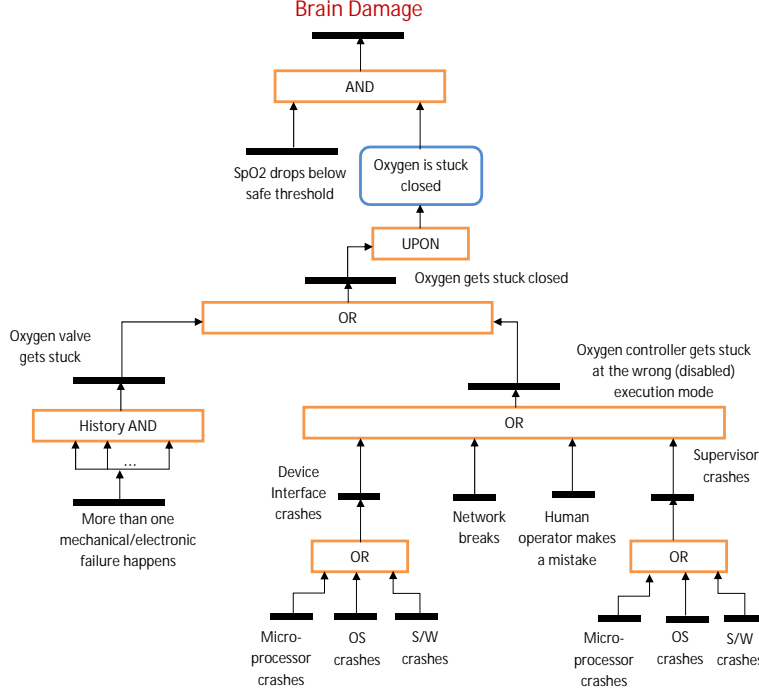 Brain Damage
AND
SpO2 drops below
safe threshold
Oxygen is stuck
closed
UPON
Oxygen gets stuck closed
OR
Oxygen valve
gets stuck
Oxygen controller gets stuck
at the wrong (disabled)
execution mode
History AND
...
OR
Device
Interface
crashes
Supervisor
crashes
More than one
mechanical/electronic
failure happens
Network
breaks
Human
operator makes
a mistake
OR
OR
Micro-
processor
crashes
OS
crashes
S/W
crashes
Micro-
processor
crashes
OS
crashes
S/W
crashes